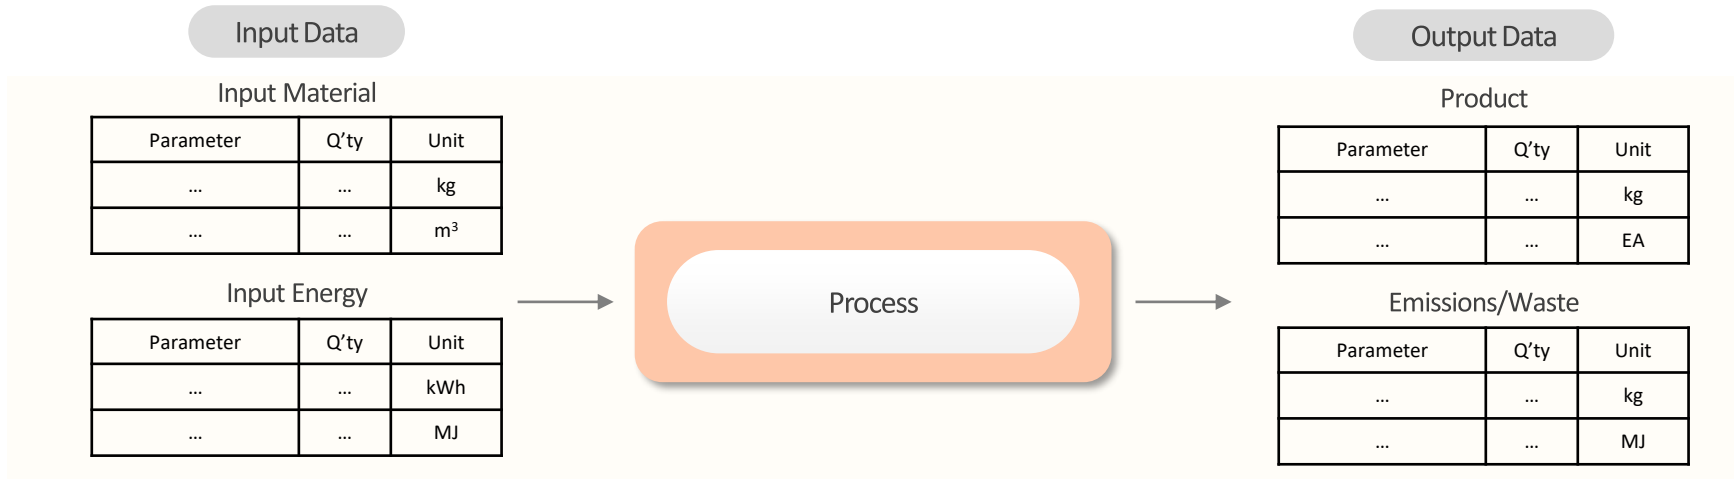 Input Data
Input Material
Parameter Q’ty Unit
... ... kg
... ... m³
Input Energy
Parameter Q’ty Unit
... ... kWh
... ... MJ
Process
Output Data
Product
Parameter Q’ty Unit
... ... kg
... ... EA
Emissions/Waste
Parameter Q’ty Unit
... ... kg
... ... MJ